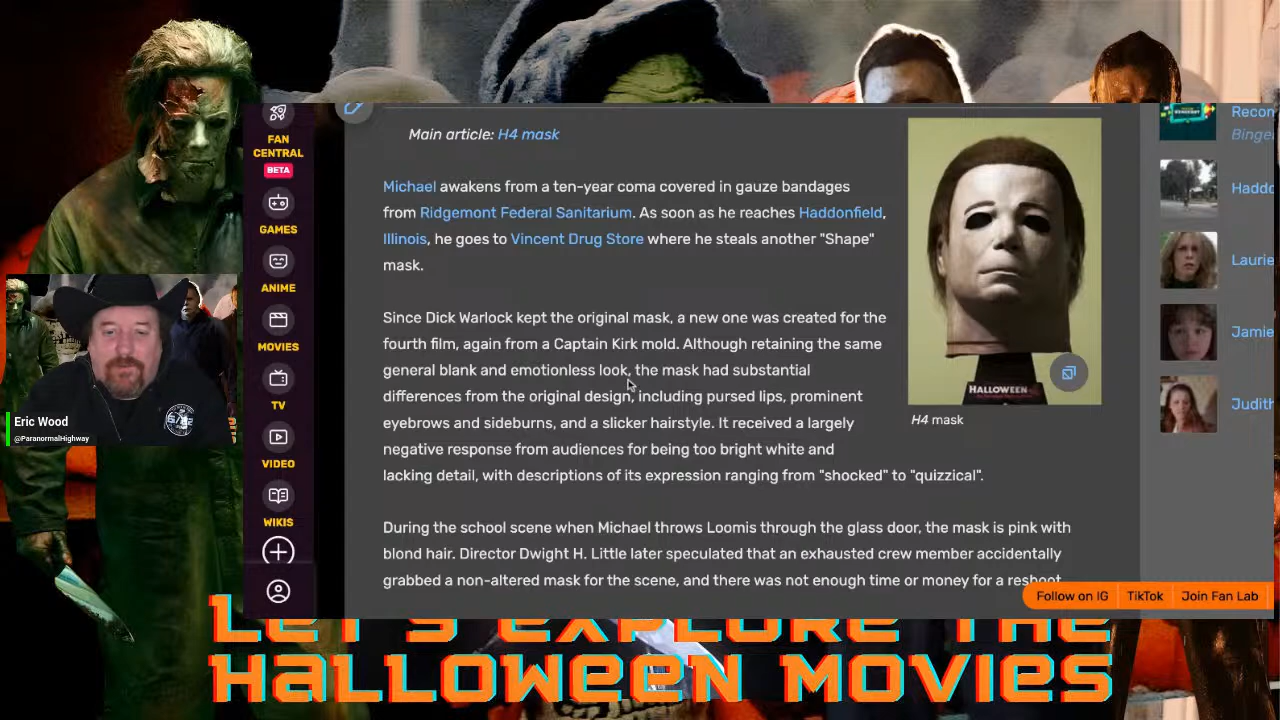 Main article: H4 mask
Michael awakens from a ten-year coma covered in gauze bandages
from Ridgemont Federal Sanitarium. As soon as he reaches Haddonfield,
Illinois, he goes to Vincent Drug Store where he steals another "Shape"
mask.
Since Dick Warlock kept the original mask, a new one was created for the
fourth film, again from a Captain Kirk mold. Although retaining the same
general blank and emotionless look, the mask had substantial
differences from the original design, including pursed lips, prominent
eyebrows and sideburns, and a slicker hairstyle. It received a largely
negative response from audiences for being too bright white and
lacking detail, with descriptions of its expression ranging from "shocked" to "quizzical".
During the school scene when Michael throws Loomis through the glass door, the mask is pink with
blond hair. Director Dwight H. Little later speculated that an exhausted crew member accidentally
grabbed a non-altered mask for the scene, and there was not enough time or money for a reshoot
HALLOWEEN
H4 mask
FAN
CENTRAL
BETA
GAMES
ANIME
MOVIES
TV
VIDEO
WIKIS
Recon
Binge
Haddo
Laurie
Jamie
Judith
Follow on IG
TikTok
Join Fan Lab
Eric Wood
@ParanormalHighway
LET'S EXPLORE THE
HALLOWEEN MOVIES